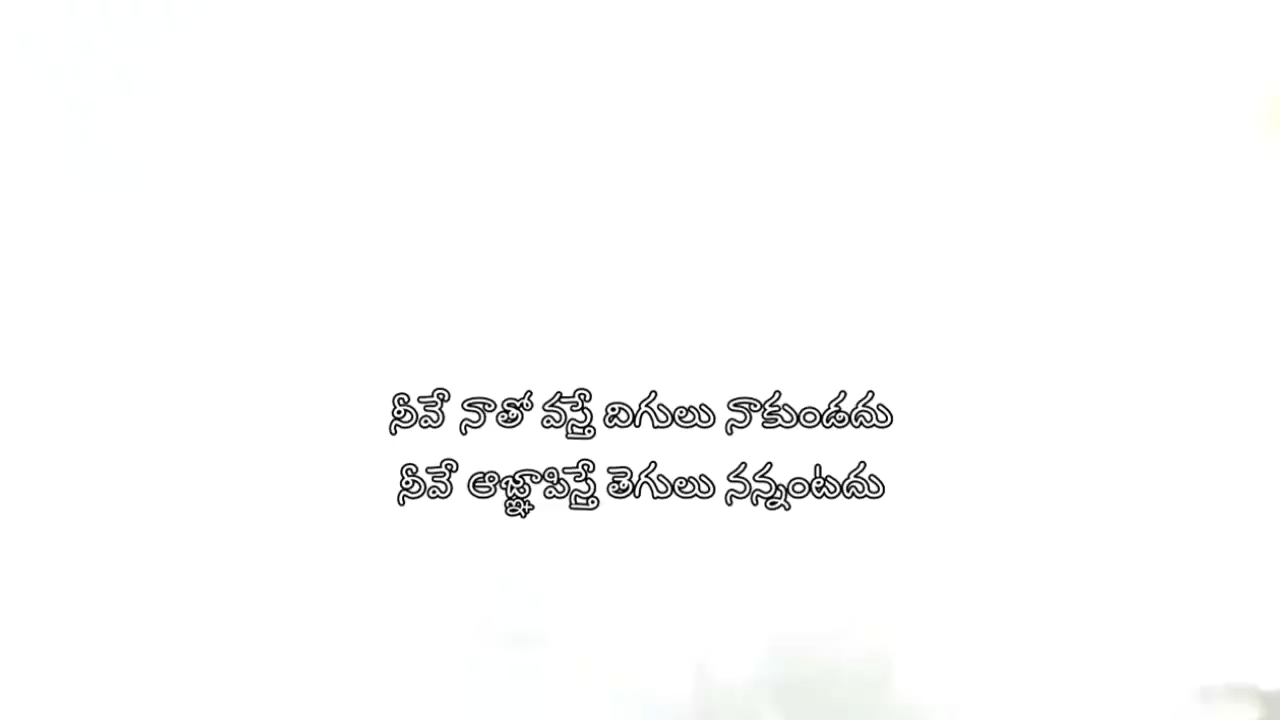 నీవే నాతో వస్తే దిగులు నాకుండదు
నీవే ఆజ్ఞాపిస్తే తెగులు నన్నంటదు